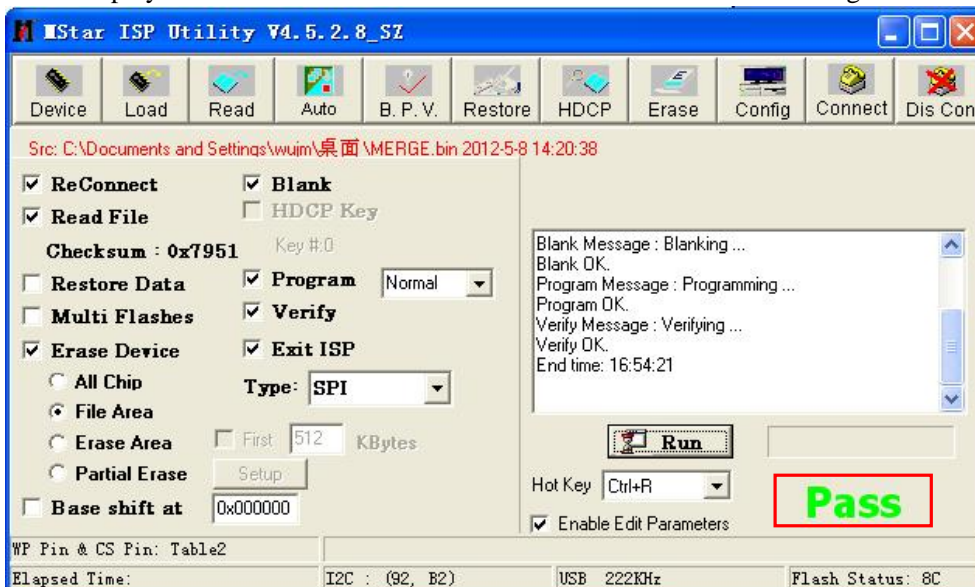 MStar ISP Utility V4.5.2.8_SZ
Device Load Read Auto B.P.V. Restore HDCP Erase Config Connect Dis Con
Src: C:\Documents and Settings\wujm\桌面\MERGE.bin 2012-5-8 14:20:38
ReConnect Blank
Read File HDCP Key
Checksum : 0x7951 Key #:0
Restore Data Program Normal
Multi Flashes Verify
Erase Device Exit ISP
All Chip Type: SPI
File Area
Erase Area First 512 KBytes
Partial Erase Setup
Base shift at 0x000000
Blank Message : Blanking ...
Blank OK.
Program Message : Programming ...
Program OK.
Verify Message : Verifying ...
Verify OK.
End time: 16:54:21
Run
Hot Key Ctrl+R
Enable Edit Parameters
Pass
WP Pin & CS Pin: Table2
Elapsed Time: I2C : (92, B2) USB 222KHz Flash Status: 8C